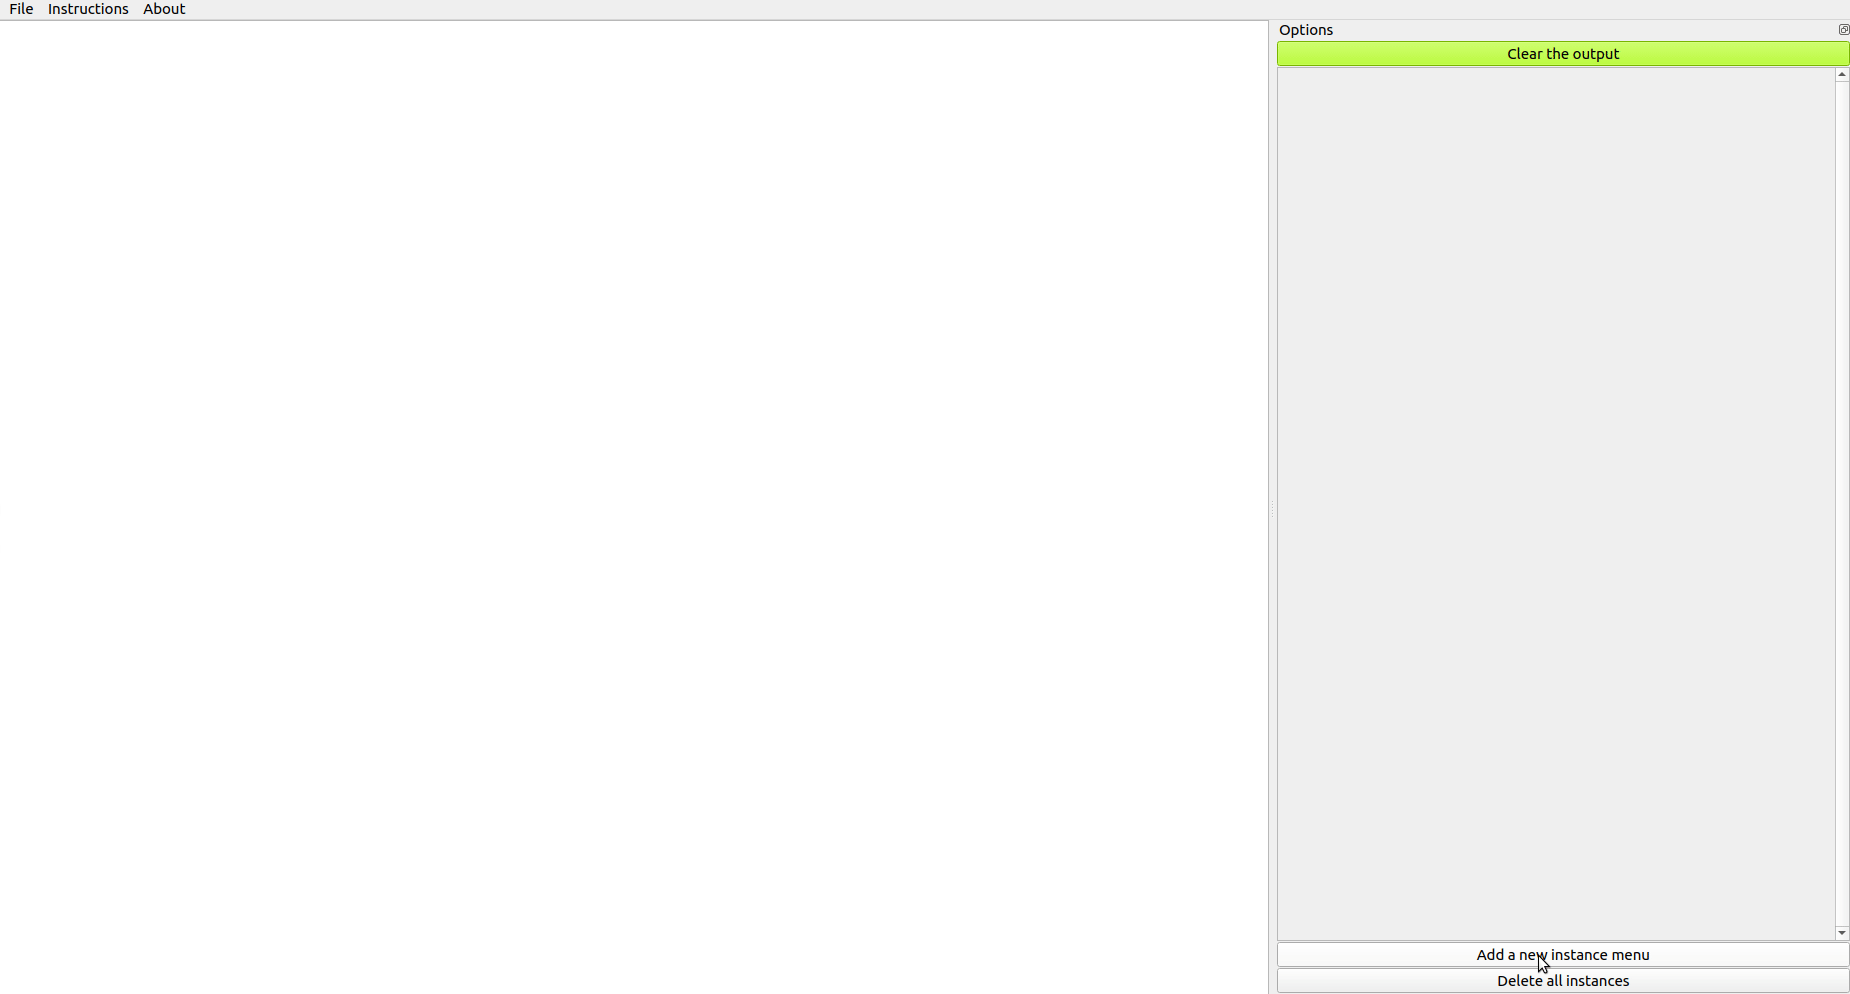 File Instructions About
Options
Clear the output
Add a new instance menu
Delete all instances